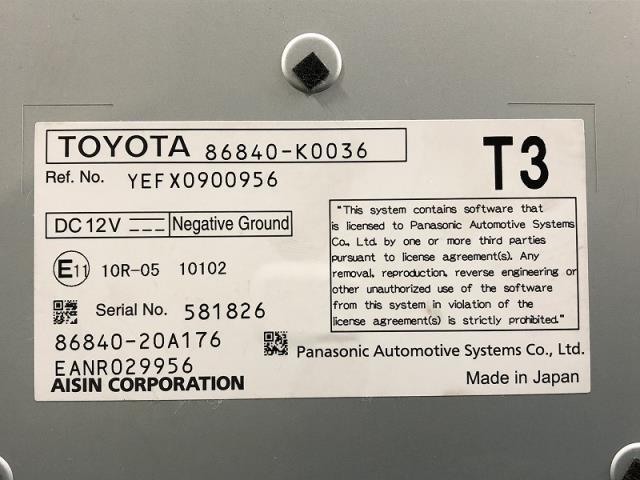 TOYOTA 86840-K0036
T3
Ref. No. YEFX0900956
DC 12V Negative Ground
E11 10R-05 10102
Serial No. 581826
86840-20A176
EANR029956
AISIN CORPORATION
"This system contains software that
is licensed to Panasonic Automotive Systems
Co., Ltd. by one or more third parties
pursuant to license agreement(s). Any
removal, reproduction, reverse engineering or
other unauthorized use of the software
from this system in violation of the
license agreement(s) is strictly prohibited."
Panasonic Automotive Systems Co., Ltd.
Made in Japan